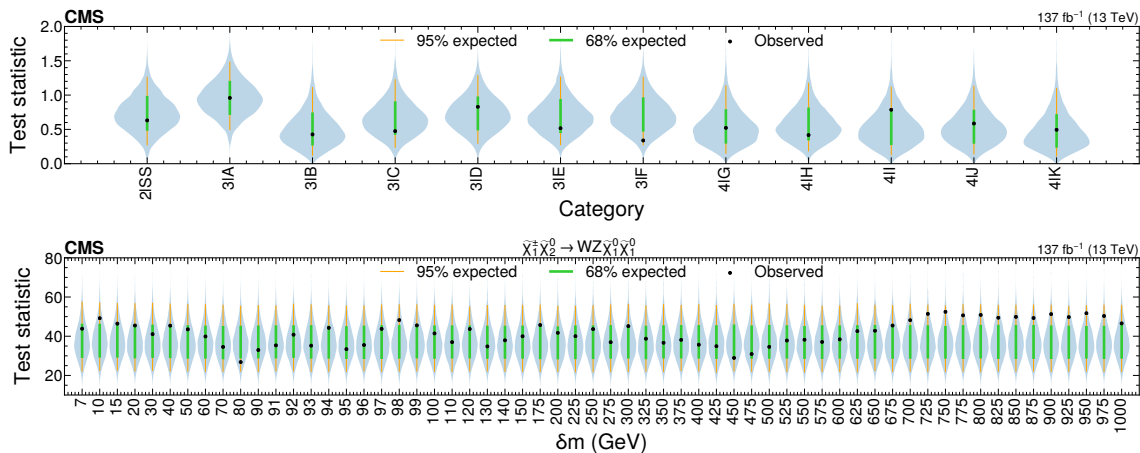 CMS 137 fb⁻¹ (13 TeV)
95% expected 68% expected Observed
Test statistic
2.0
1.5
1.0
0.5
0.0
2lSS 3lA 3lB 3lC 3lD 3lE 3lF 4lG 4lH 4lI 4lJ 4lK
Category
CMS χ̃₁±χ̃₂⁰ → WZχ̃₁⁰χ̃₁⁰ 137 fb⁻¹ (13 TeV)
95% expected 68% expected Observed
Test statistic
80
60
40
20
7 10 15 20 30 40 50 60 70 80 90 91 92 93 94 95 96 97 98 99 100 110 120 130 140 150 175 200 225 250 275 300 325 350 375 400 425 450 475 500 525 550 575 600 625 650 675 700 725 750 775 800 825 850 875 900 925 950 975 1000
δm (GeV)